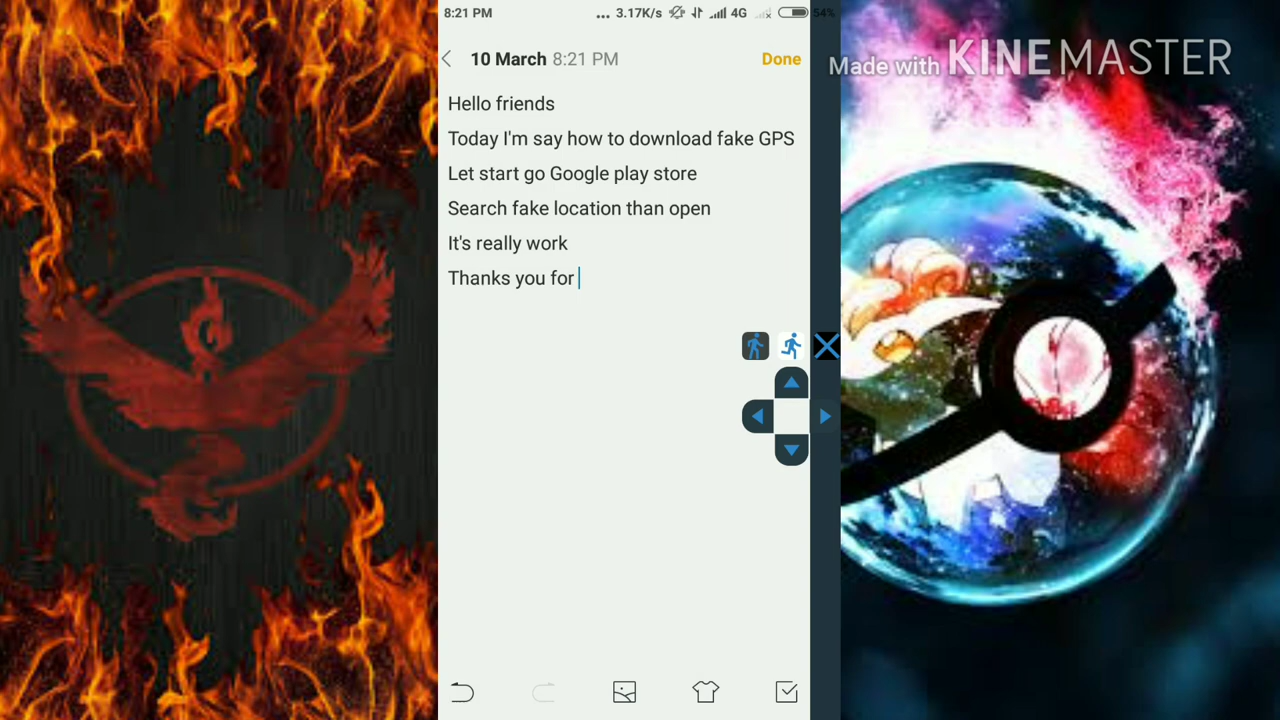 8:21 PM ... 3.17K/s 4G 54%
10 March 8:21 PM Done
Made with KINEMASTER
Hello friends
Today I'm say how to download fake GPS
Let start go Google play store
Search fake location than open
It's really work
Thanks you for